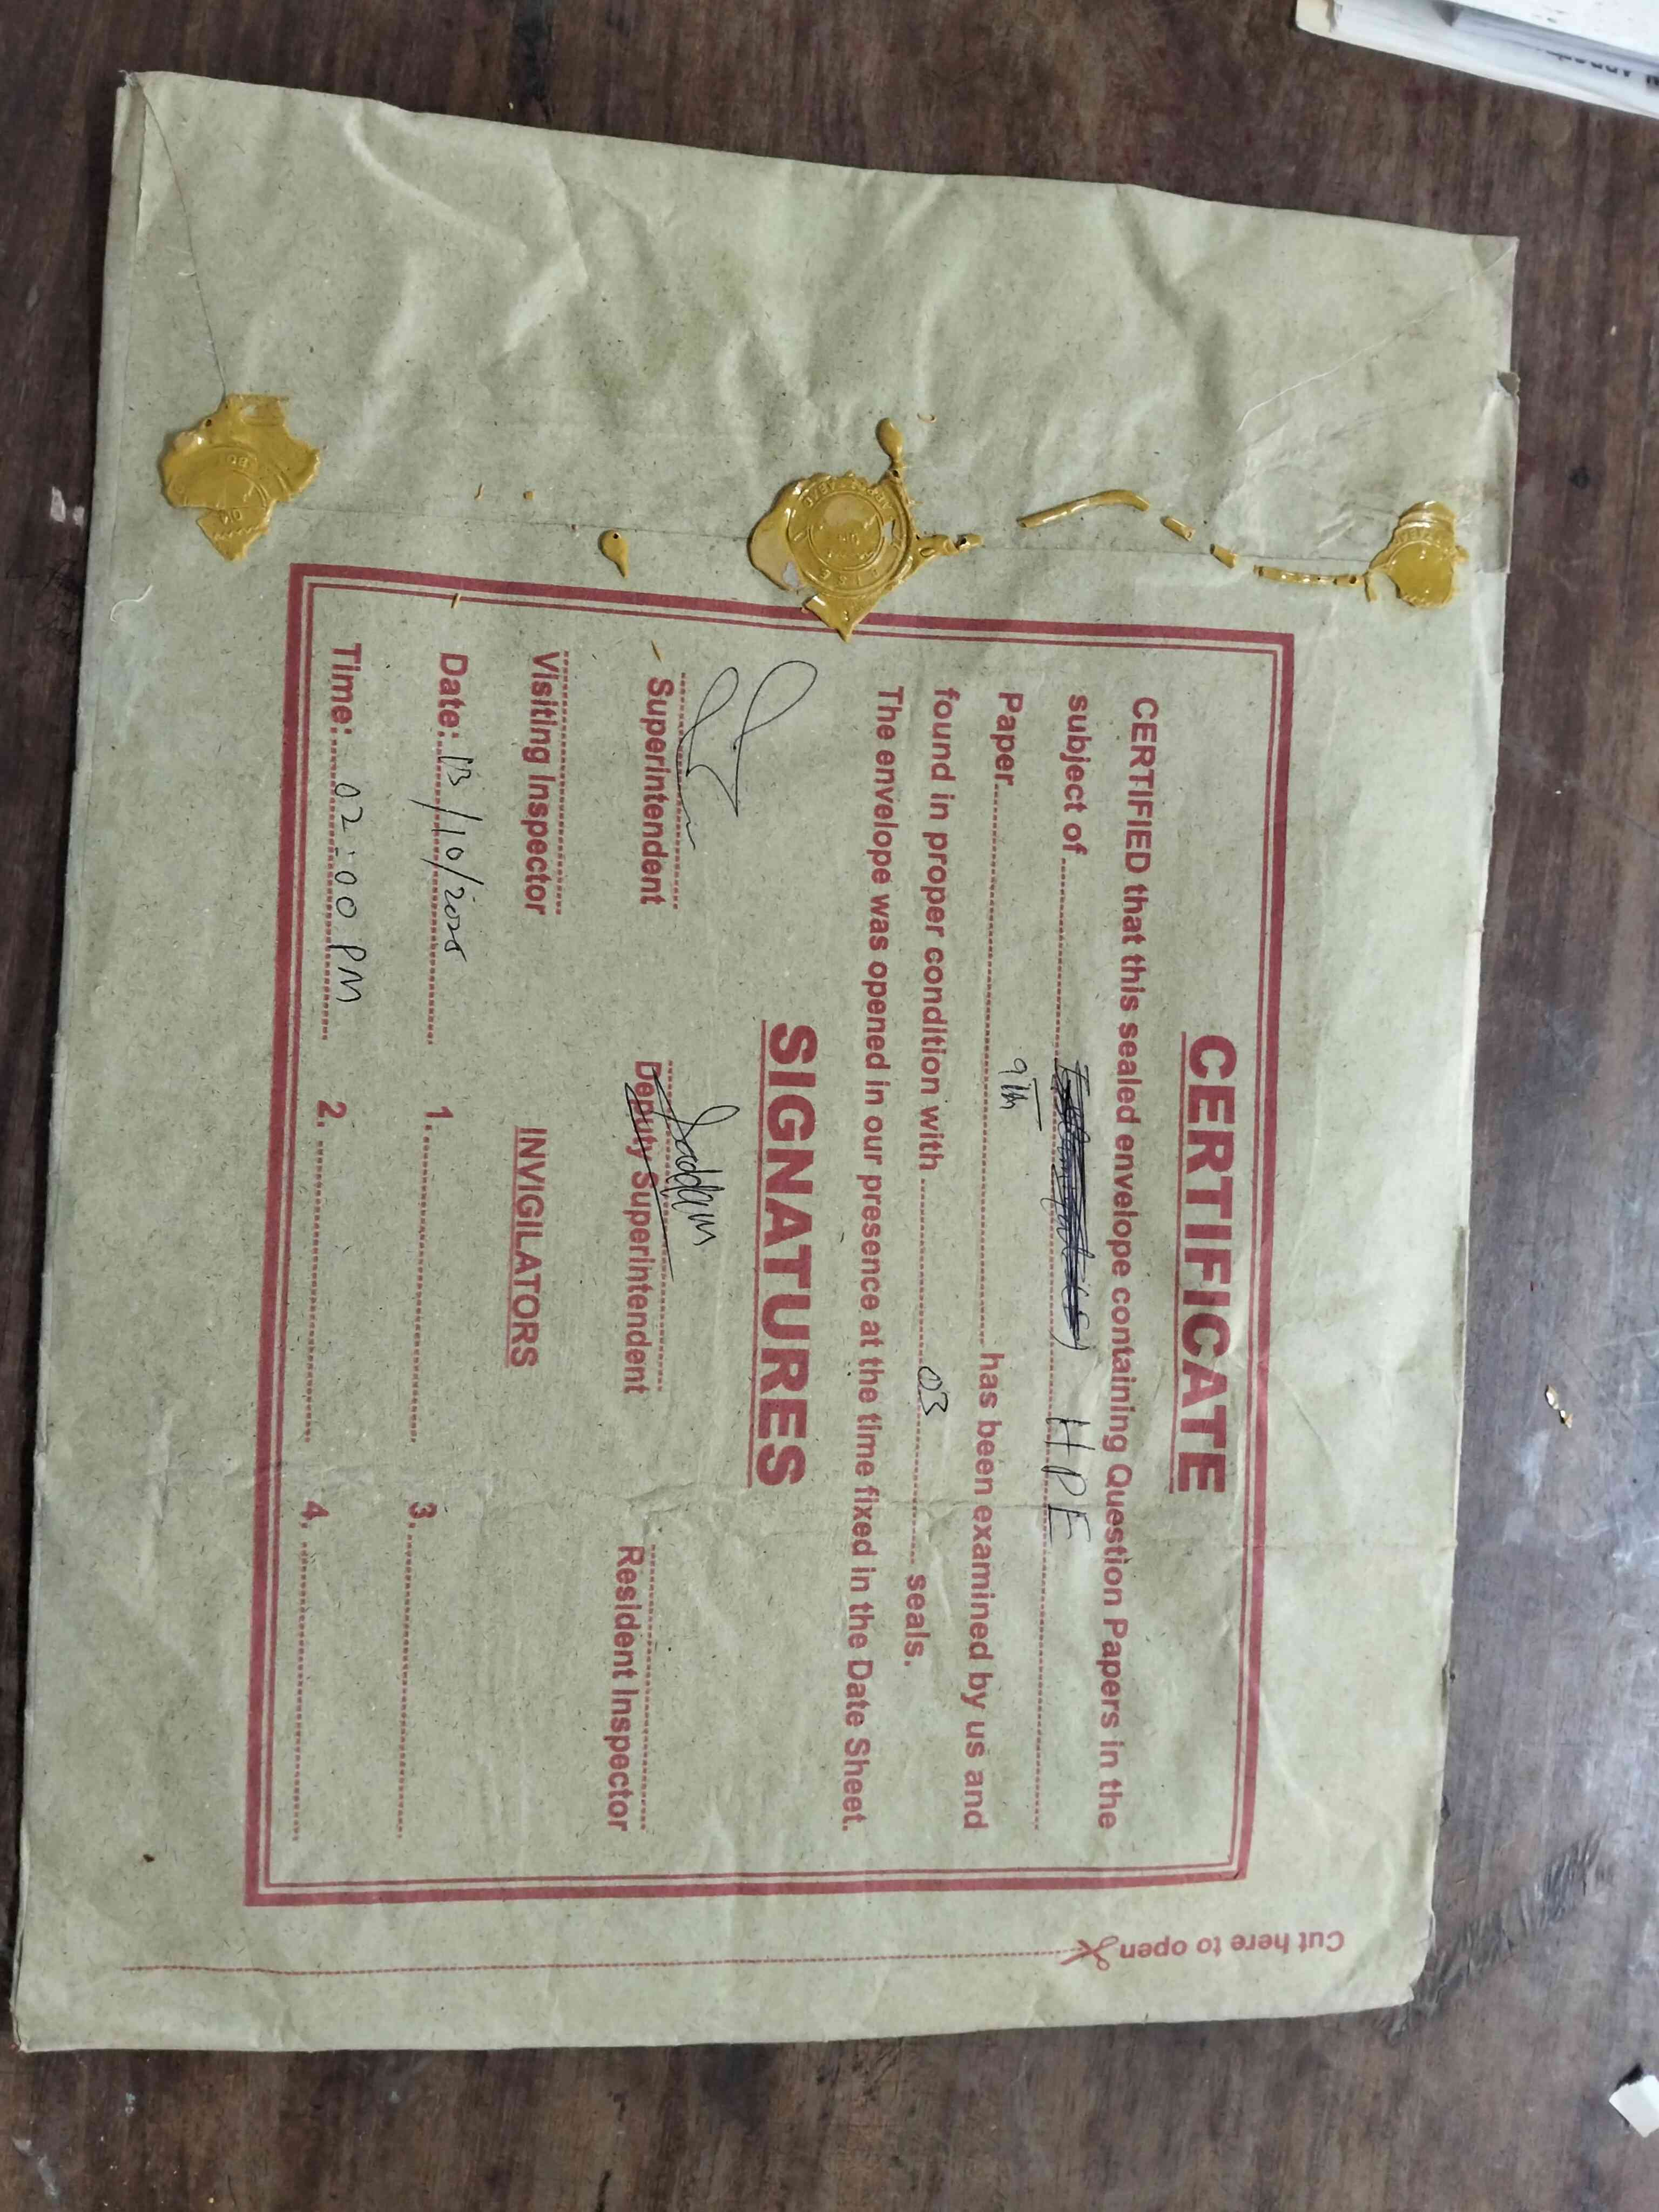 CERTIFICATE
CERTIFIED that this sealed envelope containing Question Papers in the
subject of .......... HPE
Paper .......... 9th .......... has been examined by us and
found in proper condition with .......... 03 .......... seals.
The envelope was opened in our presence at the time fixed in the Date Sheet.
SIGNATURES
Saddam
Superintendent Deputy Superintendent Resident Inspector
Visiting Inspector INVIGILATORS
Date: 13/10/2025 1. .......... 3. ..........
Time: 02:00 PM 2. .......... 4. ..........
Cut here to open